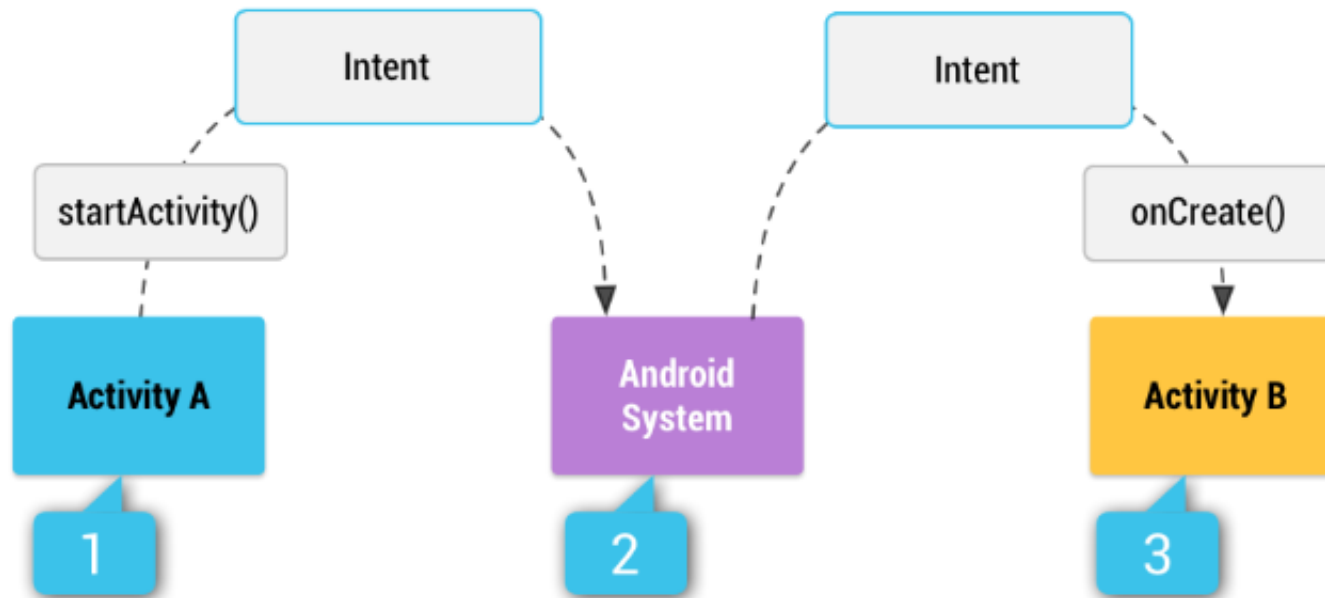 Intent
Intent
startActivity()
onCreate()
Activity A
Android
System
Activity B
1
2
3